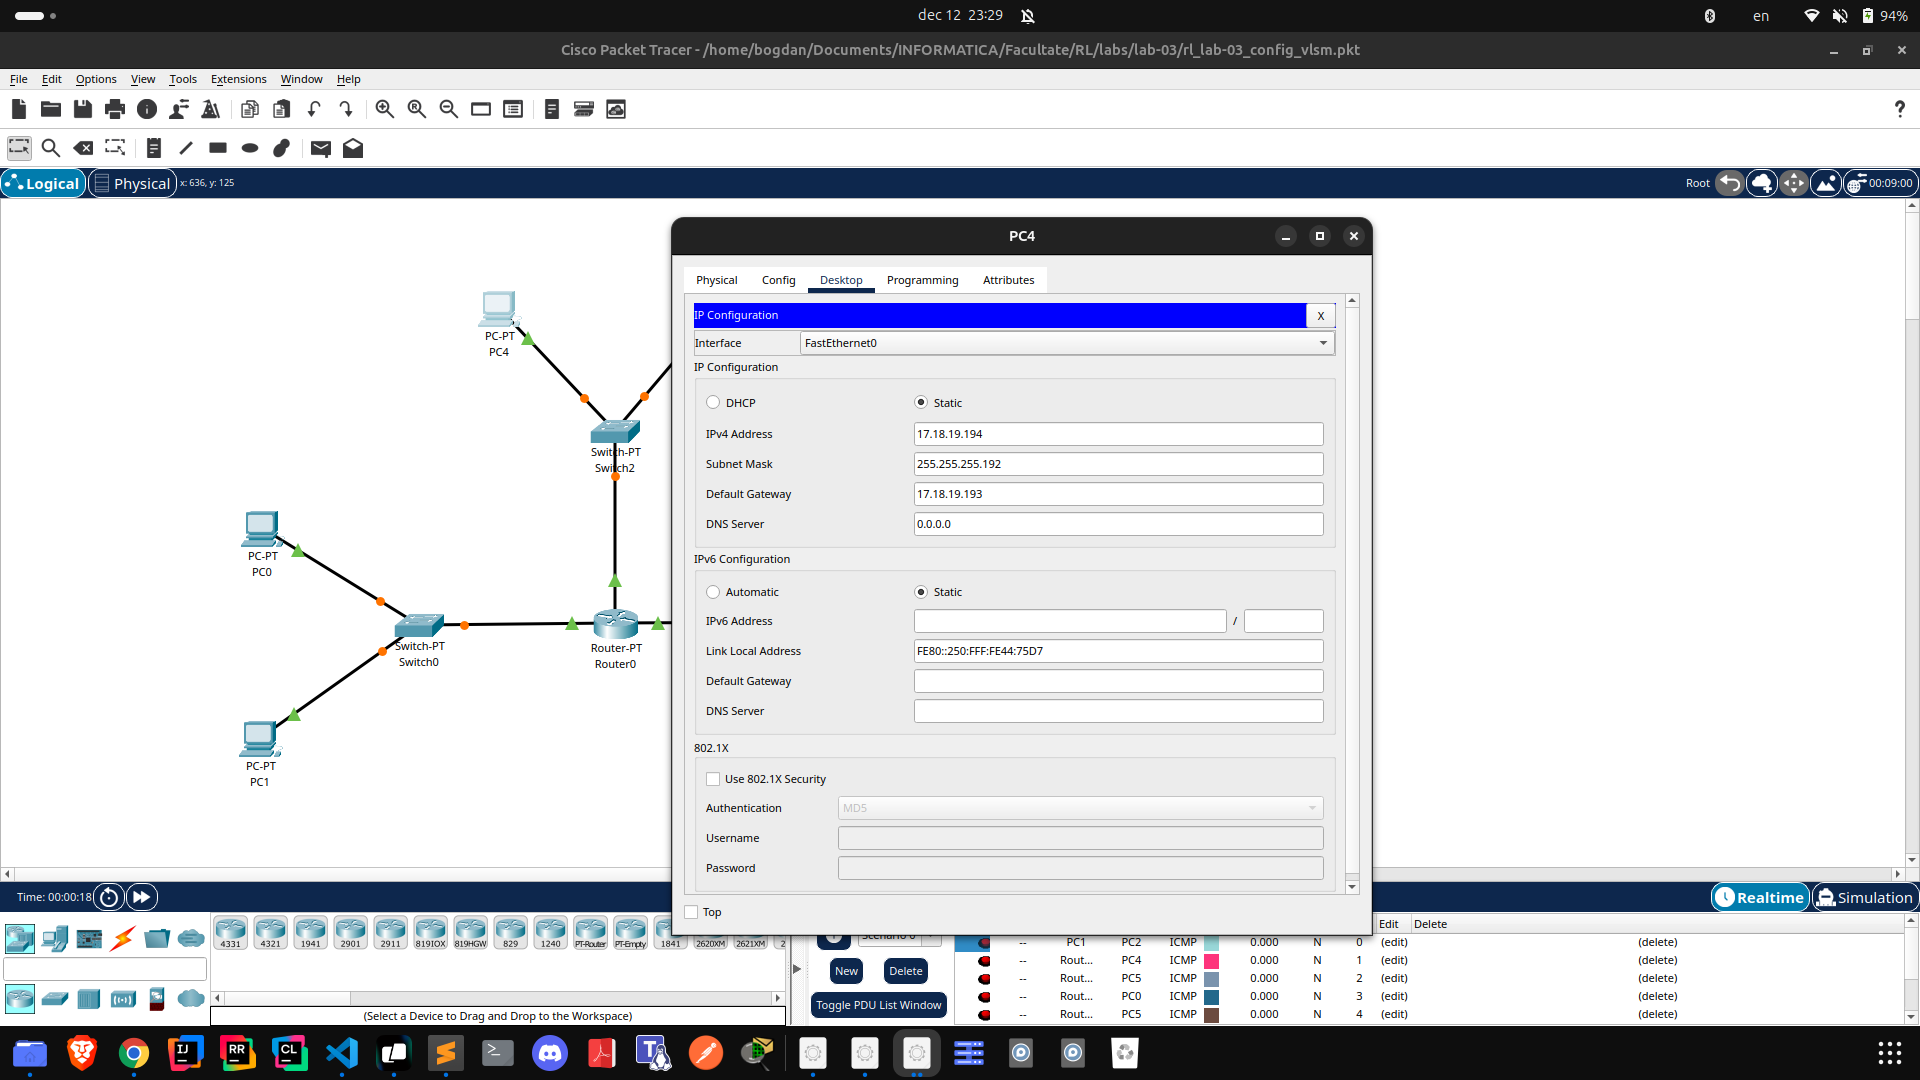 dec 12 23:29
en
94%
Cisco Packet Tracer - /home/bogdan/Documents/INFORMATICA/Facultate/RL/labs/lab-03/rl_lab-03_config_vlsm.pkt
File Edit Options View Tools Extensions Window Help
Logical
Physical
x: 636, y: 125
Root
00:09:00
PC4
Physical Config Desktop Programming Attributes
IP Configuration
X
Interface
FastEthernet0
IP Configuration
DHCP
Static
IPv4 Address
17.18.19.194
Subnet Mask
255.255.255.192
Default Gateway
17.18.19.193
DNS Server
0.0.0.0
IPv6 Configuration
Automatic
Static
IPv6 Address
/
Link Local Address
FE80::250:FFF:FE44:75D7
Default Gateway
DNS Server
802.1X
Use 802.1X Security
Authentication
MD5
Username
Password
Top
PC-PT
PC4
Switch-PT
Switch2
PC-PT
PC0
Switch-PT
Switch0
Router-PT
Router0
PC-PT
PC1
Time: 00:00:18
Realtime
Simulation
4331 4321 1941 2901 2911 819IOX 819HGW 829 1240 PT-Router PT-Empty 1841 2620XM 2621XM 2
(Select a Device to Drag and Drop to the Workspace)
New
Delete
Toggle PDU List Window
Edit Delete
-- PC1 PC2 ICMP 0.000 N 0 (edit) (delete)
-- Rout... PC4 ICMP 0.000 N 1 (edit) (delete)
-- Rout... PC5 ICMP 0.000 N 2 (edit) (delete)
-- Rout... PC0 ICMP 0.000 N 3 (edit) (delete)
-- Rout... PC5 ICMP 0.000 N 4 (edit) (delete)